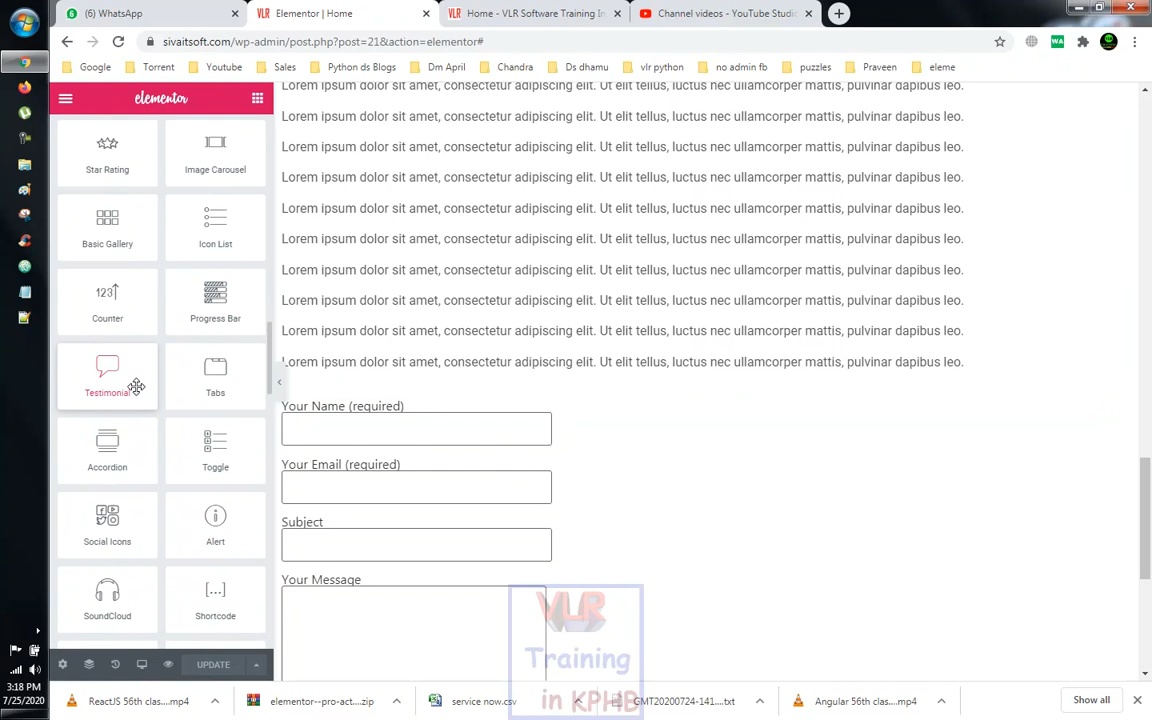 (6) WhatsApp
Elementor | Home
Home - VLR Software Training In
Channel videos - YouTube Studio
sivaitsoft.com/wp-admin/post.php?post=21&action=elementor#
Google
Torrent
Youtube
Sales
Python ds Blogs
Dm April
Chandra
Ds dhamu
vlr python
no admin fb
puzzles
Praveen
eleme
elementor
Star Rating
Image Carousel
Basic Gallery
Icon List
Counter
Progress Bar
Testimonial
Tabs
Accordion
Toggle
Social Icons
Alert
SoundCloud
Shortcode
UPDATE
Lorem ipsum dolor sit amet, consectetur adipiscing elit. Ut elit tellus, luctus nec ullamcorper mattis, pulvinar dapibus leo.
Lorem ipsum dolor sit amet, consectetur adipiscing elit. Ut elit tellus, luctus nec ullamcorper mattis, pulvinar dapibus leo.
Lorem ipsum dolor sit amet, consectetur adipiscing elit. Ut elit tellus, luctus nec ullamcorper mattis, pulvinar dapibus leo.
Lorem ipsum dolor sit amet, consectetur adipiscing elit. Ut elit tellus, luctus nec ullamcorper mattis, pulvinar dapibus leo.
Lorem ipsum dolor sit amet, consectetur adipiscing elit. Ut elit tellus, luctus nec ullamcorper mattis, pulvinar dapibus leo.
Lorem ipsum dolor sit amet, consectetur adipiscing elit. Ut elit tellus, luctus nec ullamcorper mattis, pulvinar dapibus leo.
Lorem ipsum dolor sit amet, consectetur adipiscing elit. Ut elit tellus, luctus nec ullamcorper mattis, pulvinar dapibus leo.
Lorem ipsum dolor sit amet, consectetur adipiscing elit. Ut elit tellus, luctus nec ullamcorper mattis, pulvinar dapibus leo.
Lorem ipsum dolor sit amet, consectetur adipiscing elit. Ut elit tellus, luctus nec ullamcorper mattis, pulvinar dapibus leo.
Lorem ipsum dolor sit amet, consectetur adipiscing elit. Ut elit tellus, luctus nec ullamcorper mattis, pulvinar dapibus leo.
Your Name (required)
Your Email (required)
Subject
Your Message
VLR
Training
in KPHB
3:18 PM
7/25/2020
ReactJS 56th clas....mp4
elementor--pro-act....zip
service now.csv
GMT20200724-141....txt
Angular 56th clas....mp4
Show all